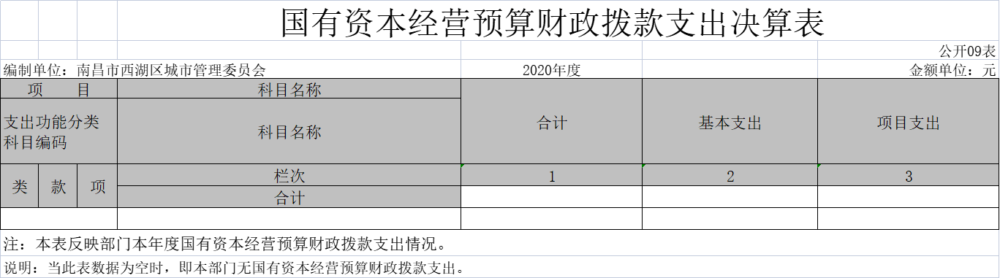 国有资本经营预算财政拨款支出决算表
公开09表
编制单位：南昌市西湖区城市管理委员会 2020年度 金额单位：元
项 目 科目名称
支出功能分类
科目编码
科目名称 合计 基本支出 项目支出
类 款 项 栏次 1 2 3
合计
注：本表反映部门本年度国有资本经营预算财政拨款支出情况。
说明：当此表数据为空时，即本部门无国有资本经营预算财政拨款支出。